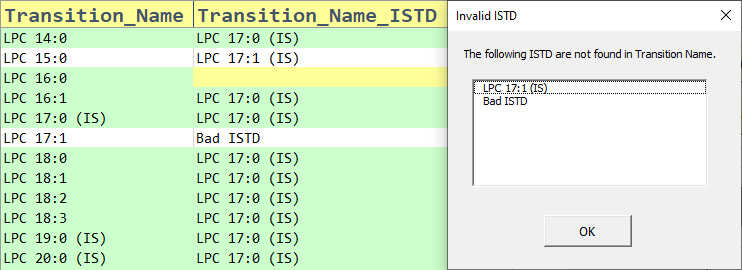 Transition_Name Transition_Name_ISTD
LPC 14:0 LPC 17:0 (IS)
LPC 15:0 LPC 17:1 (IS)
LPC 16:0
LPC 16:1 LPC 17:0 (IS)
LPC 17:0 (IS) LPC 17:0 (IS)
LPC 17:1 Bad ISTD
LPC 18:0 LPC 17:0 (IS)
LPC 18:1 LPC 17:0 (IS)
LPC 18:2 LPC 17:0 (IS)
LPC 18:3 LPC 17:0 (IS)
LPC 19:0 (IS) LPC 17:0 (IS)
LPC 20:0 (IS) LPC 17:0 (IS)
Invalid ISTD
The following ISTD are not found in Transition Name.
LPC 17:1 (IS)
Bad ISTD
OK